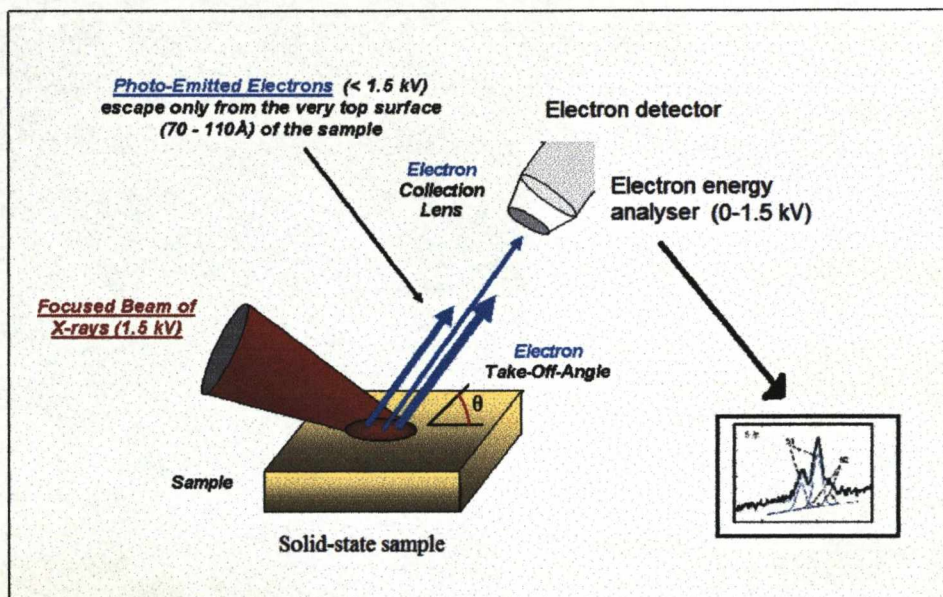 Photo-Emitted Electrons (< 1.5 kV)
escape only from the very top surface
(70 - 110Å) of the sample
Electron detector
Electron
Collection
Lens
Electron energy
analyser (0-1.5 kV)
Focused Beam of
X-rays (1.5 kV)
Electron
Take-Off-Angle
θ
Sample
Solid-state sample